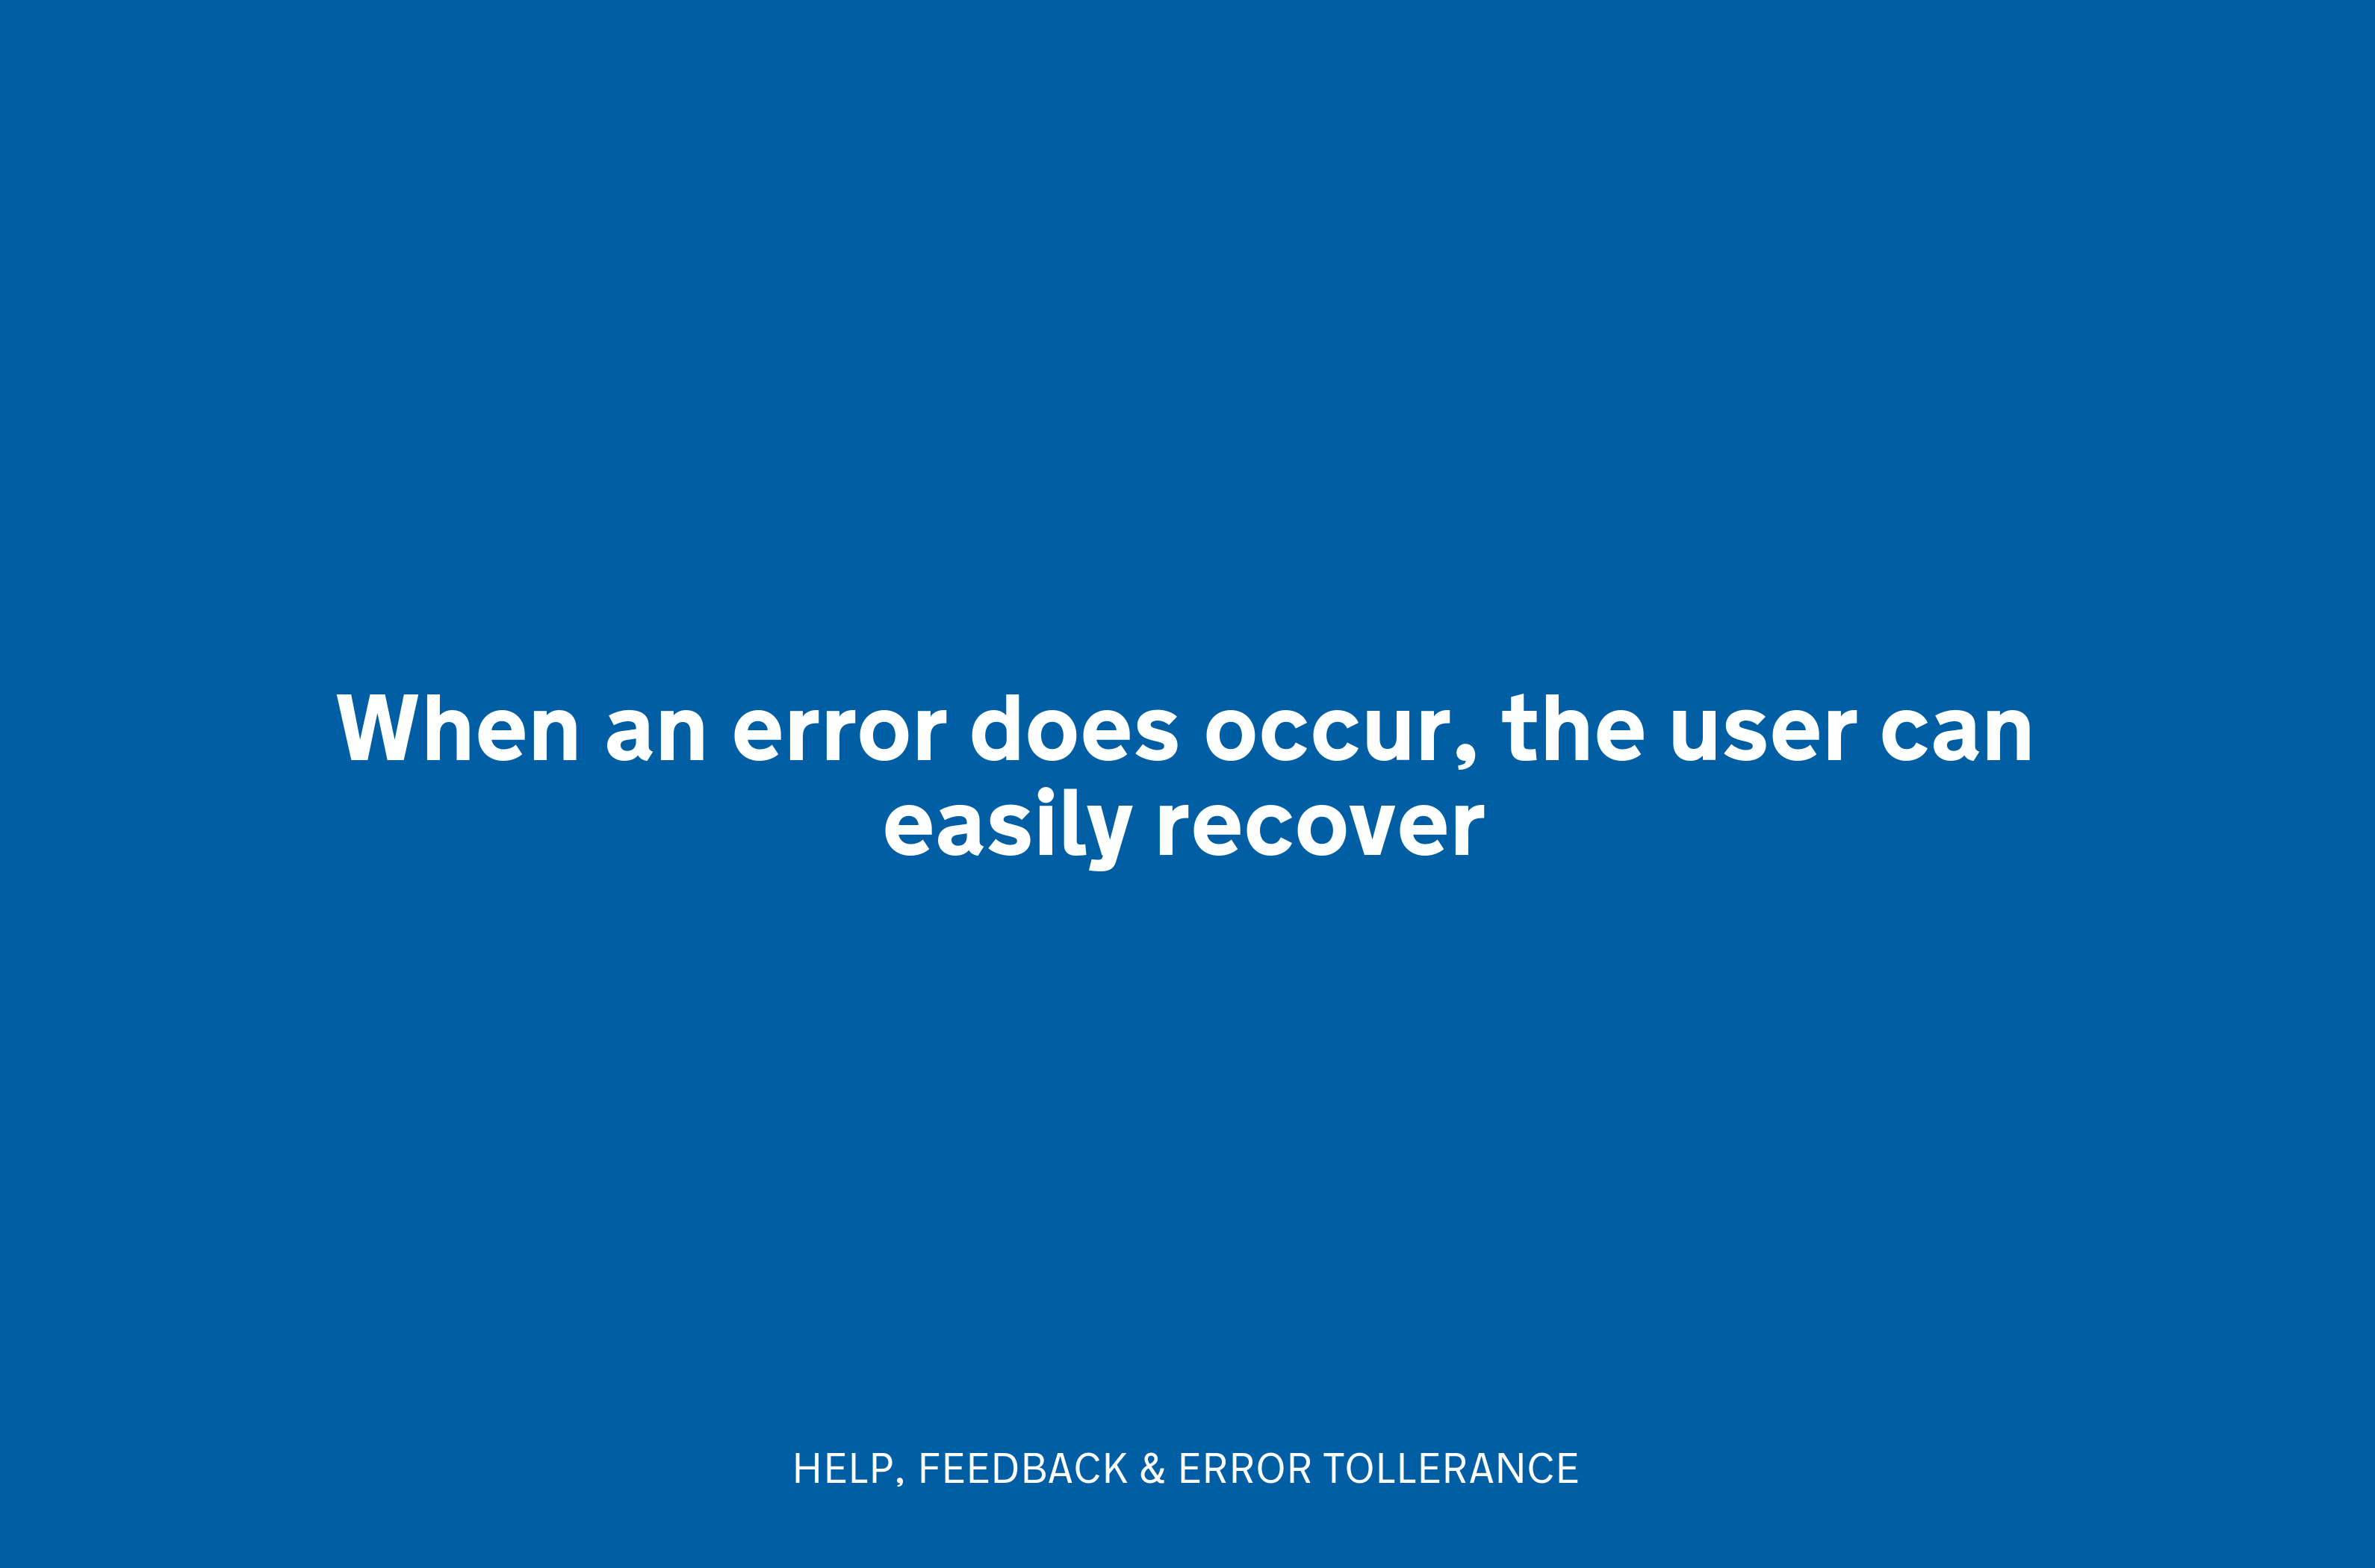 When an error does occur, the user can
easily recover
HELP, FEEDBACK & ERROR TOLLERANCE